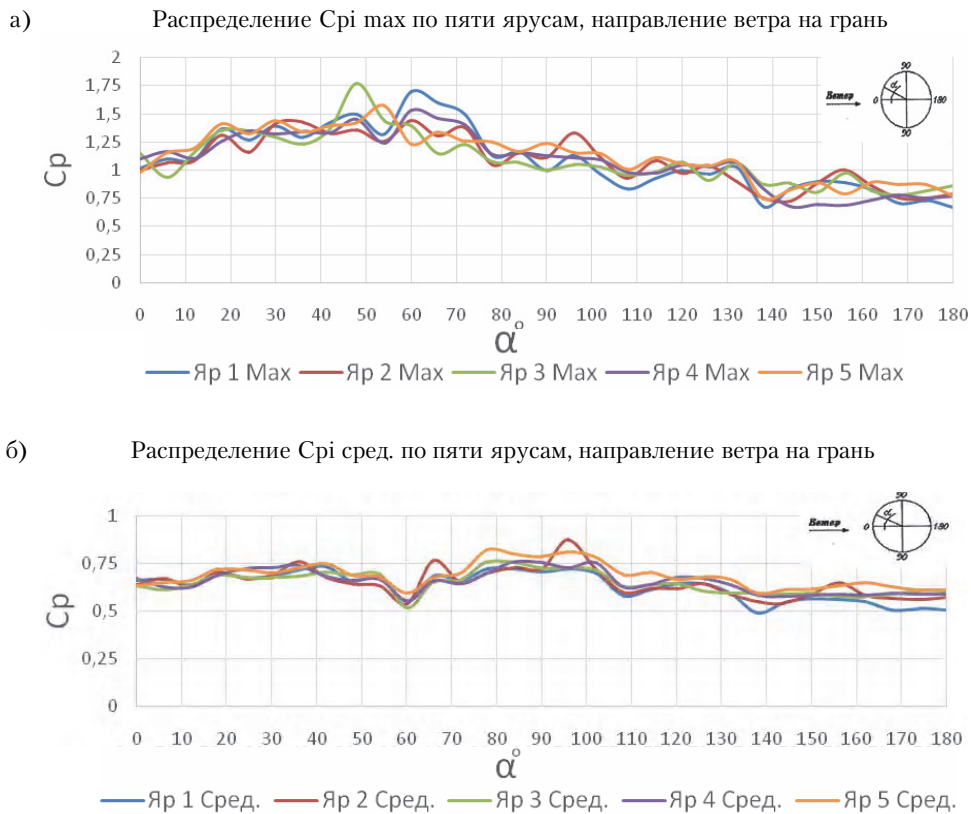 а)
Распределение Cpi max по пяти ярусам, направление ветра на грань
2
1,75
1,5
1,25
1
0,75
0,5
0,25
0
Cp
0 10 20 30 40 50 60 70 80 90 100 110 120 130 140 150 160 170 180
α°
Ветер
90
α
0
180
90
Яр 1 Max Яр 2 Max Яр 3 Max Яр 4 Max Яр 5 Max
б)
Распределение Cpi сред. по пяти ярусам, направление ветра на грань
1
0,75
0,5
0,25
0
Cp
0 10 20 30 40 50 60 70 80 90 100 110 120 130 140 150 160 170 180
α°
Ветер
90
α
0
180
90
Яр 1 Сред. Яр 2 Сред. Яр 3 Сред. Яр 4 Сред. Яр 5 Сред.